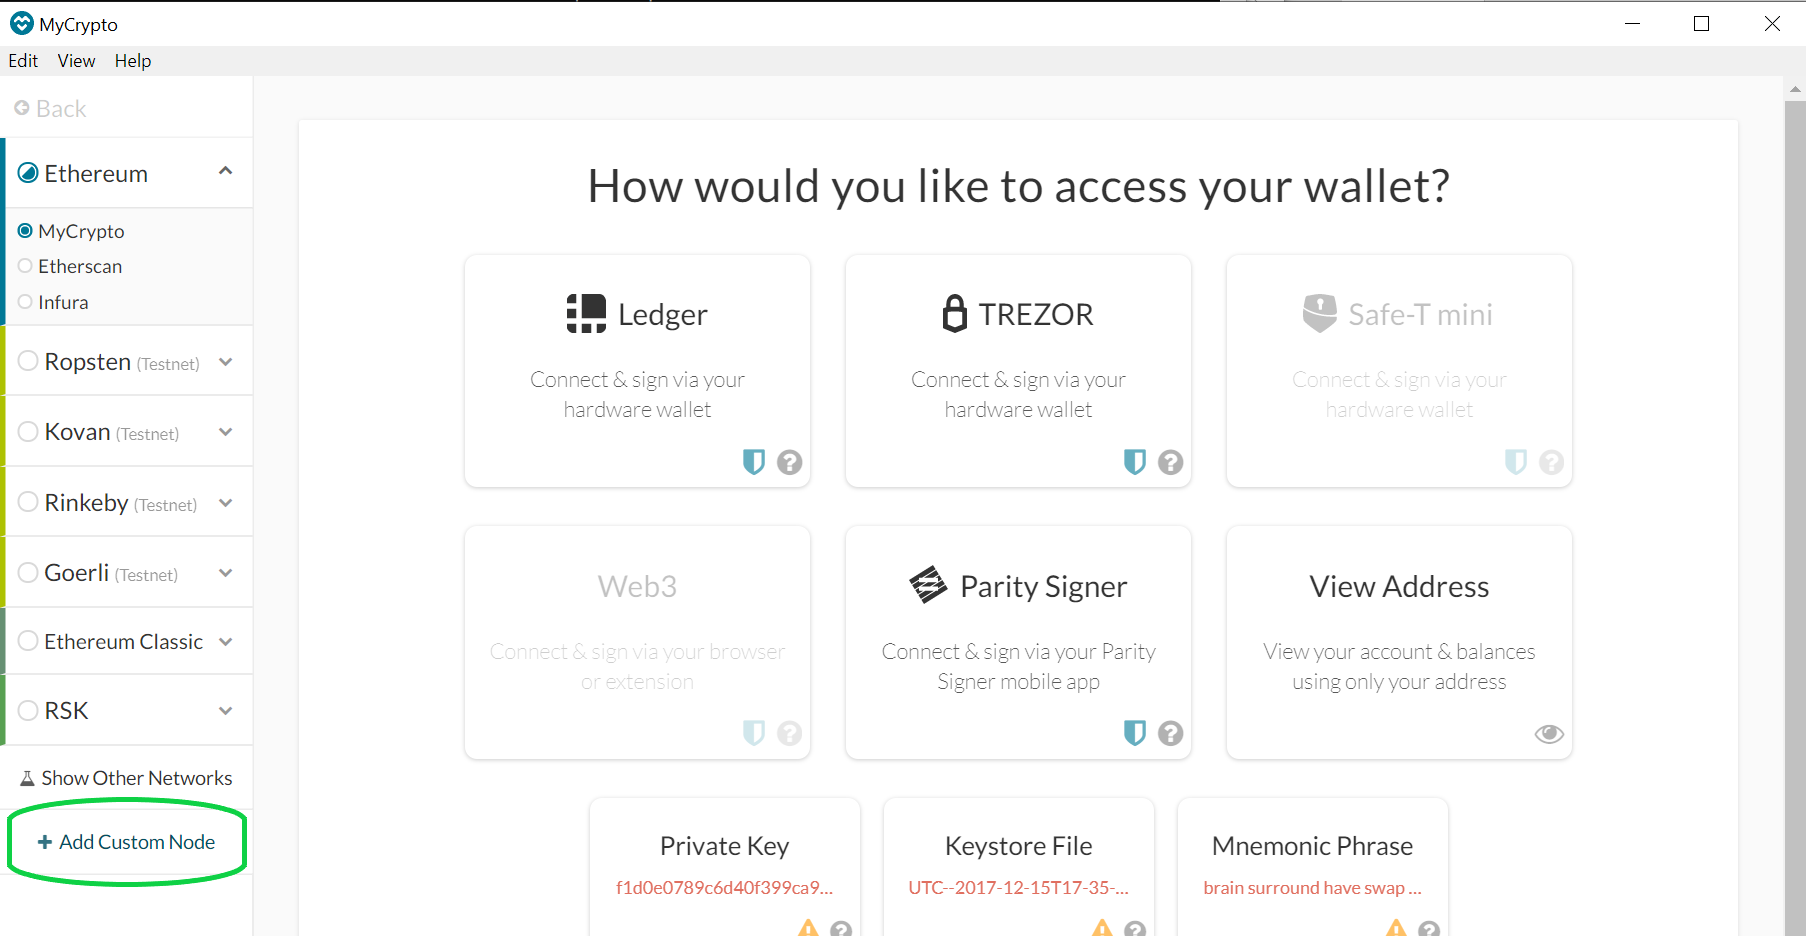 MyCrypto
Edit View Help
Back
Ethereum
MyCrypto
Etherscan
Infura
Ropsten (Testnet)
Kovan (Testnet)
Rinkeby (Testnet)
Goerli (Testnet)
Ethereum Classic
RSK
Show Other Networks
+ Add Custom Node
How would you like to access your wallet?
Ledger
Connect & sign via your
hardware wallet
?
TREZOR
Connect & sign via your
hardware wallet
?
Safe-T mini
Connect & sign via your
hardware wallet
?
Web3
Connect & sign via your browser
or extension
?
Parity Signer
Connect & sign via your Parity
Signer mobile app
?
View Address
View your account & balances
using only your address
Private Key
f1d0e0789c6d40f399ca9...
?
Keystore File
UTC--2017-12-15T17-35-...
?
Mnemonic Phrase
brain surround have swap ...
?